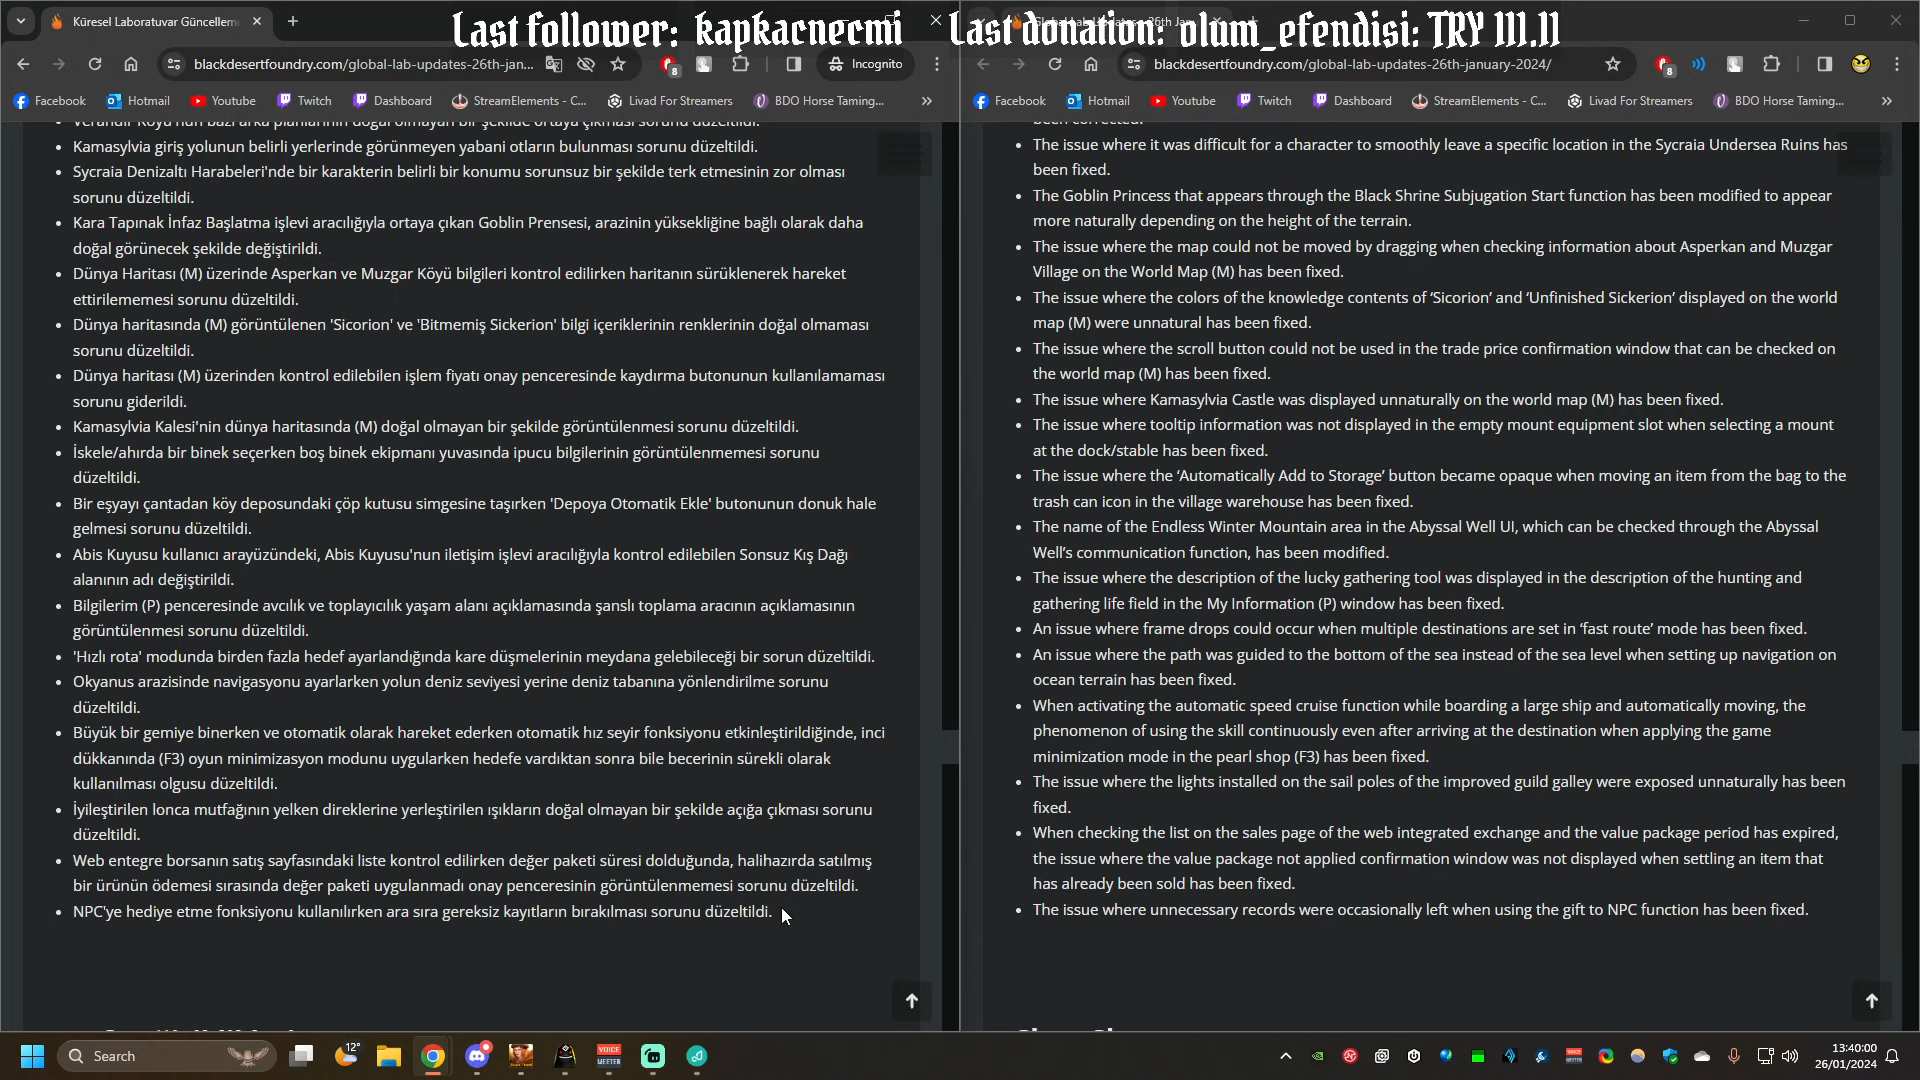 Last follower: kapkacnecmi
Last donation: olum_efendisi: TRY 111.11
Küresel Laboratuvar Güncellem
blackdesertfoundry.com/global-lab-updates-26th-jan...
8
Incognito
Facebook
Hotmail
Youtube
Twitch
Dashboard
StreamElements - C...
Livad For Streamers
BDO Horse Taming...
• Kamasylvia giriş yolunun belirli yerlerinde görünmeyen yabani otların bulunması sorunu düzeltildi.
• Sycraia Denizaltı Harabeleri'nde bir karakterin belirli bir konumu sorunsuz bir şekilde terk etmesinin zor olması
sorunu düzeltildi.
• Kara Tapınak İnfaz Başlatma işlevi aracılığıyla ortaya çıkan Goblin Prensesi, arazinin yüksekliğine bağlı olarak daha
doğal görünecek şekilde değiştirildi.
• Dünya Haritası (M) üzerinde Asperkan ve Muzgar Köyü bilgileri kontrol edilirken haritanın sürüklenerek hareket
ettirilememesi sorunu düzeltildi.
• Dünya haritasında (M) görüntülenen 'Sicorion' ve 'Bitmemiş Sickerion' bilgi içeriklerinin renklerinin doğal olmaması
sorunu düzeltildi.
• Dünya haritası (M) üzerinden kontrol edilebilen işlem fiyatı onay penceresinde kaydırma butonunun kullanılamaması
sorunu giderildi.
• Kamasylvia Kalesi'nin dünya haritasında (M) doğal olmayan bir şekilde görüntülenmesi sorunu düzeltildi.
• İskele/ahırda bir binek seçerken boş binek ekipmanı yuvasında ipucu bilgilerinin görüntülenmemesi sorunu
düzeltildi.
• Bir eşyayı çantadan köy deposundaki çöp kutusu simgesine taşırken 'Depoya Otomatik Ekle' butonunun donuk hale
gelmesi sorunu düzeltildi.
• Abis Kuyusu kullanıcı arayüzündeki, Abis Kuyusu'nun iletişim işlevi aracılığıyla kontrol edilebilen Sonsuz Kış Dağı
alanının adı değiştirildi.
• Bilgilerim (P) penceresinde avcılık ve toplayıcılık yaşam alanı açıklamasında şanslı toplama aracının açıklamasının
görüntülenmesi sorunu düzeltildi.
• 'Hızlı rota' modunda birden fazla hedef ayarlandığında kare düşmelerinin meydana gelebileceği bir sorun düzeltildi.
• Okyanus arazisinde navigasyonu ayarlarken yolun deniz seviyesi yerine deniz tabanına yönlendirilme sorunu
düzeltildi.
• Büyük bir gemiye binerken ve otomatik olarak hareket ederken otomatik hız seyir fonksiyonu etkinleştirildiğinde, inci
dükkanında (F3) oyun minimizasyon modunu uygularken hedefe vardıktan sonra bile becerinin sürekli olarak
kullanılması olgusu düzeltildi.
• İyileştirilen lonca mutfağının yelken direklerine yerleştirilen ışıkların doğal olmayan bir şekilde açığa çıkması sorunu
düzeltildi.
• Web entegre borsanın satış sayfasındaki liste kontrol edilirken değer paketi süresi dolduğunda, halihazırda satılmış
bir ürünün ödemesi sırasında değer paketi uygulanmadı onay penceresinin görüntülenmemesi sorunu düzeltildi.
• NPC'ye hediye etme fonksiyonu kullanılırken ara sıra gereksiz kayıtların bırakılması sorunu düzeltildi.
blackdesertfoundry.com/global-lab-updates-26th-january-2024/
8
Facebook
Hotmail
Youtube
Twitch
Dashboard
StreamElements - C...
Livad For Streamers
BDO Horse Taming...
• The issue where it was difficult for a character to smoothly leave a specific location in the Sycraia Undersea Ruins has
been fixed.
• The Goblin Princess that appears through the Black Shrine Subjugation Start function has been modified to appear
more naturally depending on the height of the terrain.
• The issue where the map could not be moved by dragging when checking information about Asperkan and Muzgar
Village on the World Map (M) has been fixed.
• The issue where the colors of the knowledge contents of ‘Sicorion’ and ‘Unfinished Sickerion’ displayed on the world
map (M) were unnatural has been fixed.
• The issue where the scroll button could not be used in the trade price confirmation window that can be checked on
the world map (M) has been fixed.
• The issue where Kamasylvia Castle was displayed unnaturally on the world map (M) has been fixed.
• The issue where tooltip information was not displayed in the empty mount equipment slot when selecting a mount
at the dock/stable has been fixed.
• The issue where the ‘Automatically Add to Storage’ button became opaque when moving an item from the bag to the
trash can icon in the village warehouse has been fixed.
• The name of the Endless Winter Mountain area in the Abyssal Well UI, which can be checked through the Abyssal
Well’s communication function, has been modified.
• The issue where the description of the lucky gathering tool was displayed in the description of the hunting and
gathering life field in the My Information (P) window has been fixed.
• An issue where frame drops could occur when multiple destinations are set in ‘fast route’ mode has been fixed.
• An issue where the path was guided to the bottom of the sea instead of the sea level when setting up navigation on
ocean terrain has been fixed.
• When activating the automatic speed cruise function while boarding a large ship and automatically moving, the
phenomenon of using the skill continuously even after arriving at the destination when applying the game
minimization mode in the pearl shop (F3) has been fixed.
• The issue where the lights installed on the sail poles of the improved guild galley were exposed unnaturally has been
fixed.
• When checking the list on the sales page of the web integrated exchange and the value package period has expired,
the issue where the value package not applied confirmation window was not displayed when settling an item that
has already been sold has been fixed.
• The issue where unnecessary records were occasionally left when using the gift to NPC function has been fixed.
Search
12°
VOICE
MEETER
13:40:00
26/01/2024